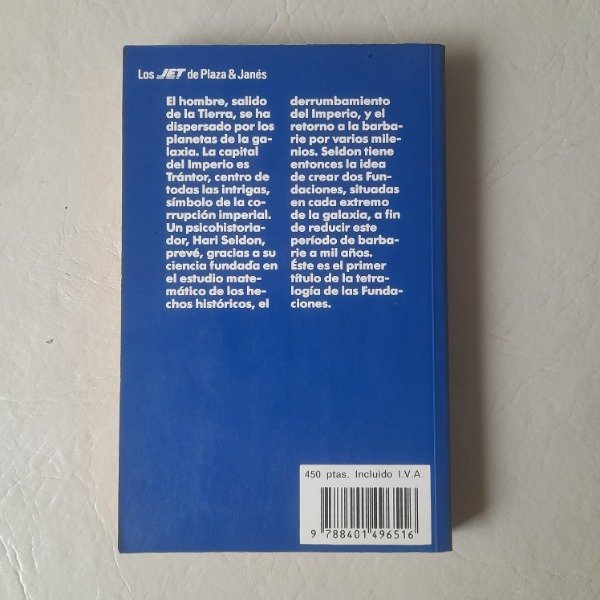 Los JET de Plaza & Janés
El hombre, salido
de la Tierra, se ha
dispersado por los
planetas de la ga-
laxia. La capital
del Imperio es
Trántor, centro de
todas las intrigas,
símbolo de la co-
rrupción imperial.
Un psicohistoria-
dor, Hari Seldon,
prevé, gracias a su
ciencia fundada en
el estudio mate-
mático de los he-
chos históricos, el
derrumbamiento
del Imperio, y el
retorno a la barba-
rie por varios mile-
nios. Seldon tiene
entonces la idea
de crear dos Fun-
daciones, situadas
en cada extremo
de la galaxia, a fin
de reducir este
período de barba-
rie a mil años.
Éste es el primer
título de la tetra-
logía de las Funda-
ciones.
450 ptas. Incluido I.V.A.
9 788401 496516